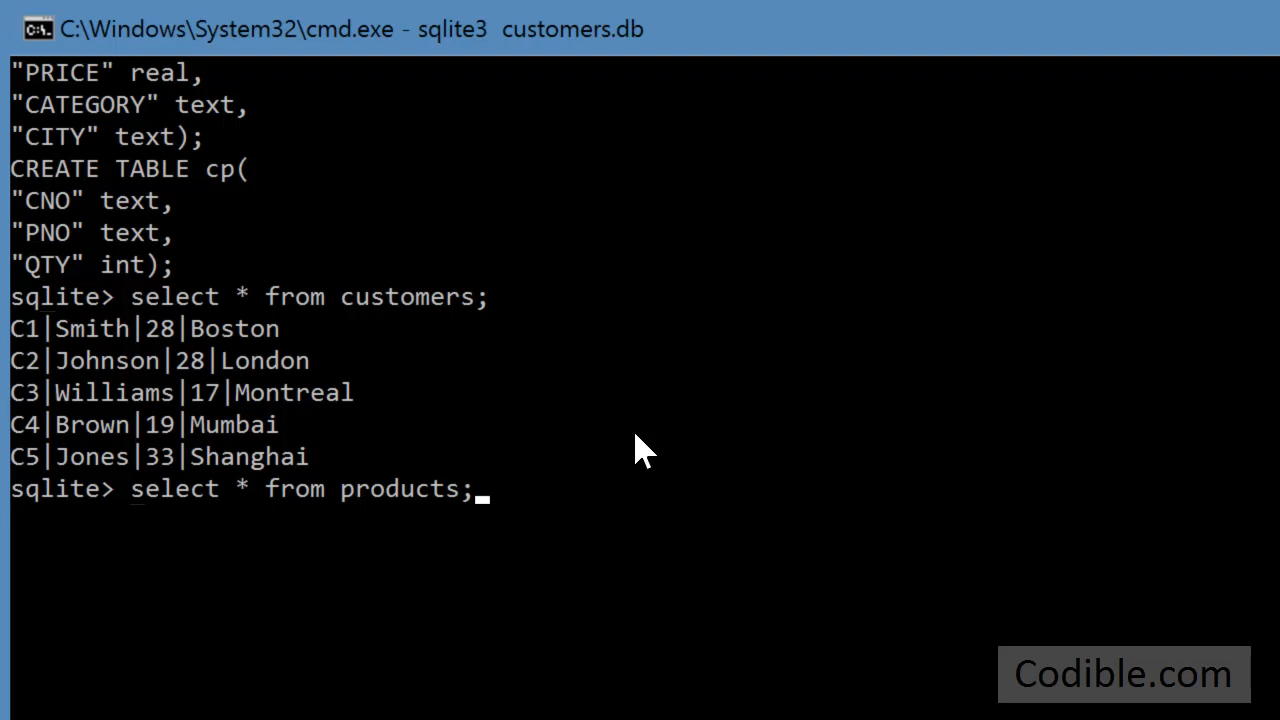 C:\Windows\System32\cmd.exe - sqlite3  customers.db
"PRICE" real,
"CATEGORY" text,
"CITY" text);
CREATE TABLE cp(
"CNO" text,
"PNO" text,
"QTY" int);
sqlite> select * from customers;
C1|Smith|28|Boston
C2|Johnson|28|London
C3|Williams|17|Montreal
C4|Brown|19|Mumbai
C5|Jones|33|Shanghai
sqlite> select * from products;
Codible.com